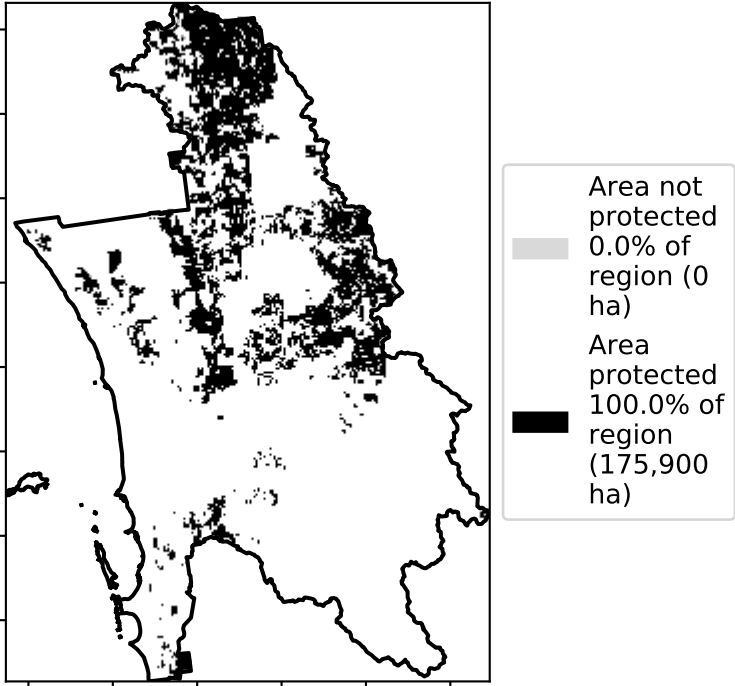 Area not
protected
0.0% of
region (0
ha)
Area
protected
100.0% of
region
(175,900
ha)